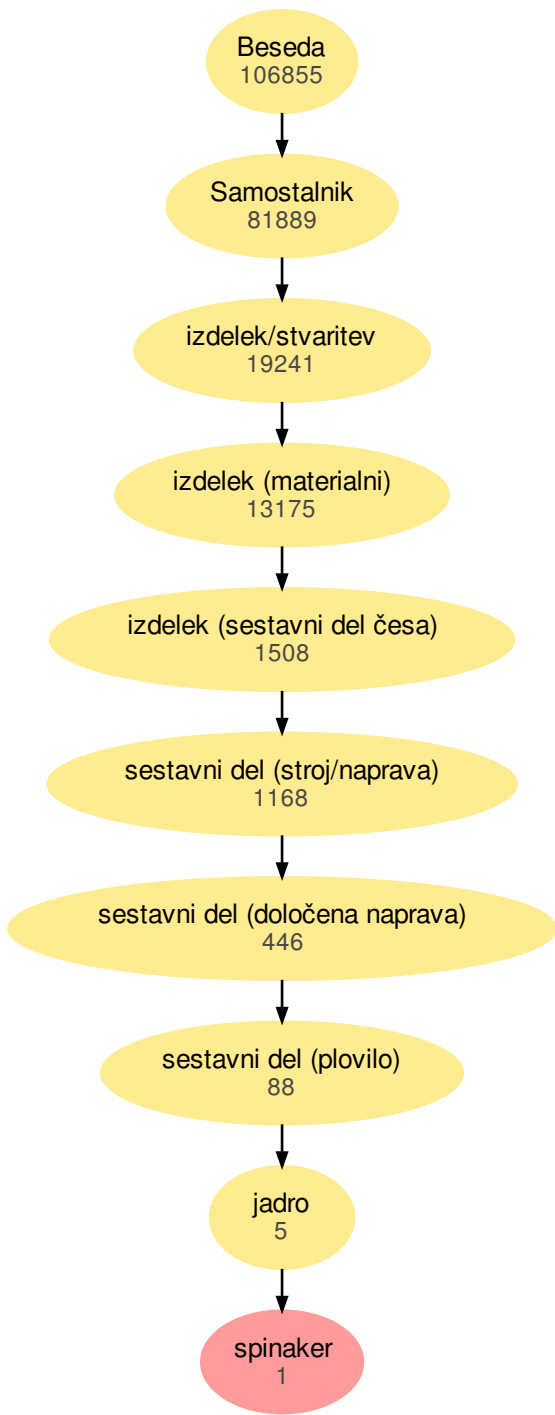 Beseda
106855
Samostalnik
81889
izdelek/stvaritev
19241
izdelek (materialni)
13175
izdelek (sestavni del česa)
1508
sestavni del (stroj/naprava)
1168
sestavni del (določena naprava)
446
sestavni del (plovilo)
88
jadro
5
spinaker
1